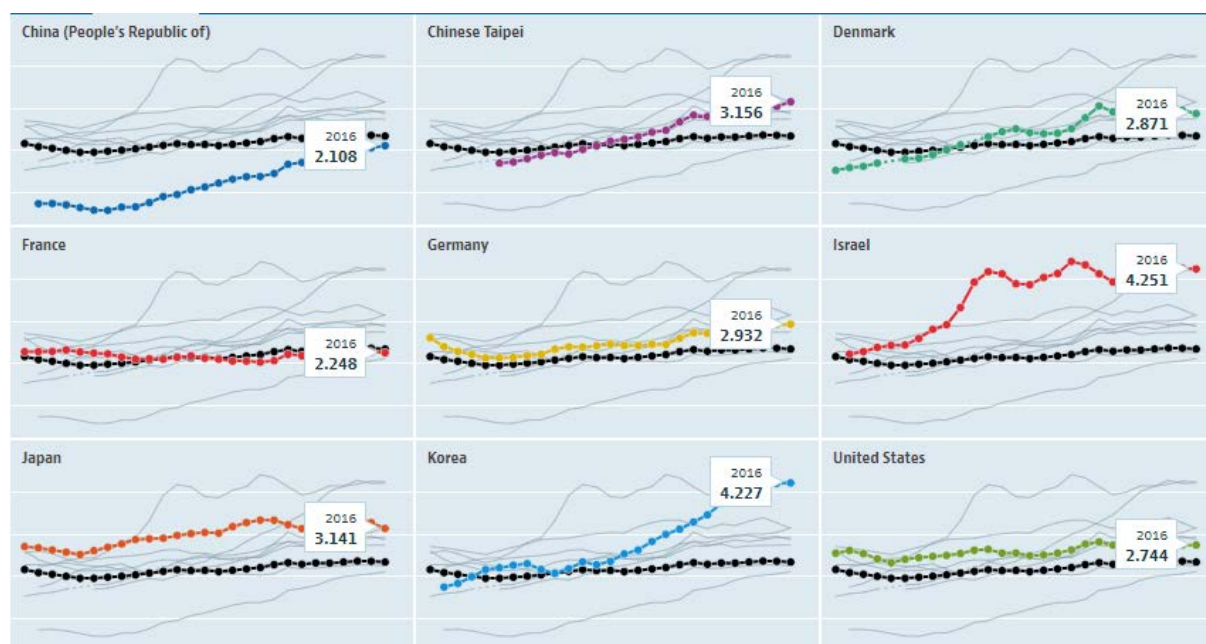 China (People's Republic of)
2016
2.108
Chinese Taipei
2016
3.156
Denmark
2016
2.871
France
2016
2.248
Germany
2016
2.932
Israel
2016
4.251
Japan
2016
3.141
Korea
2016
4.227
United States
2016
2.744